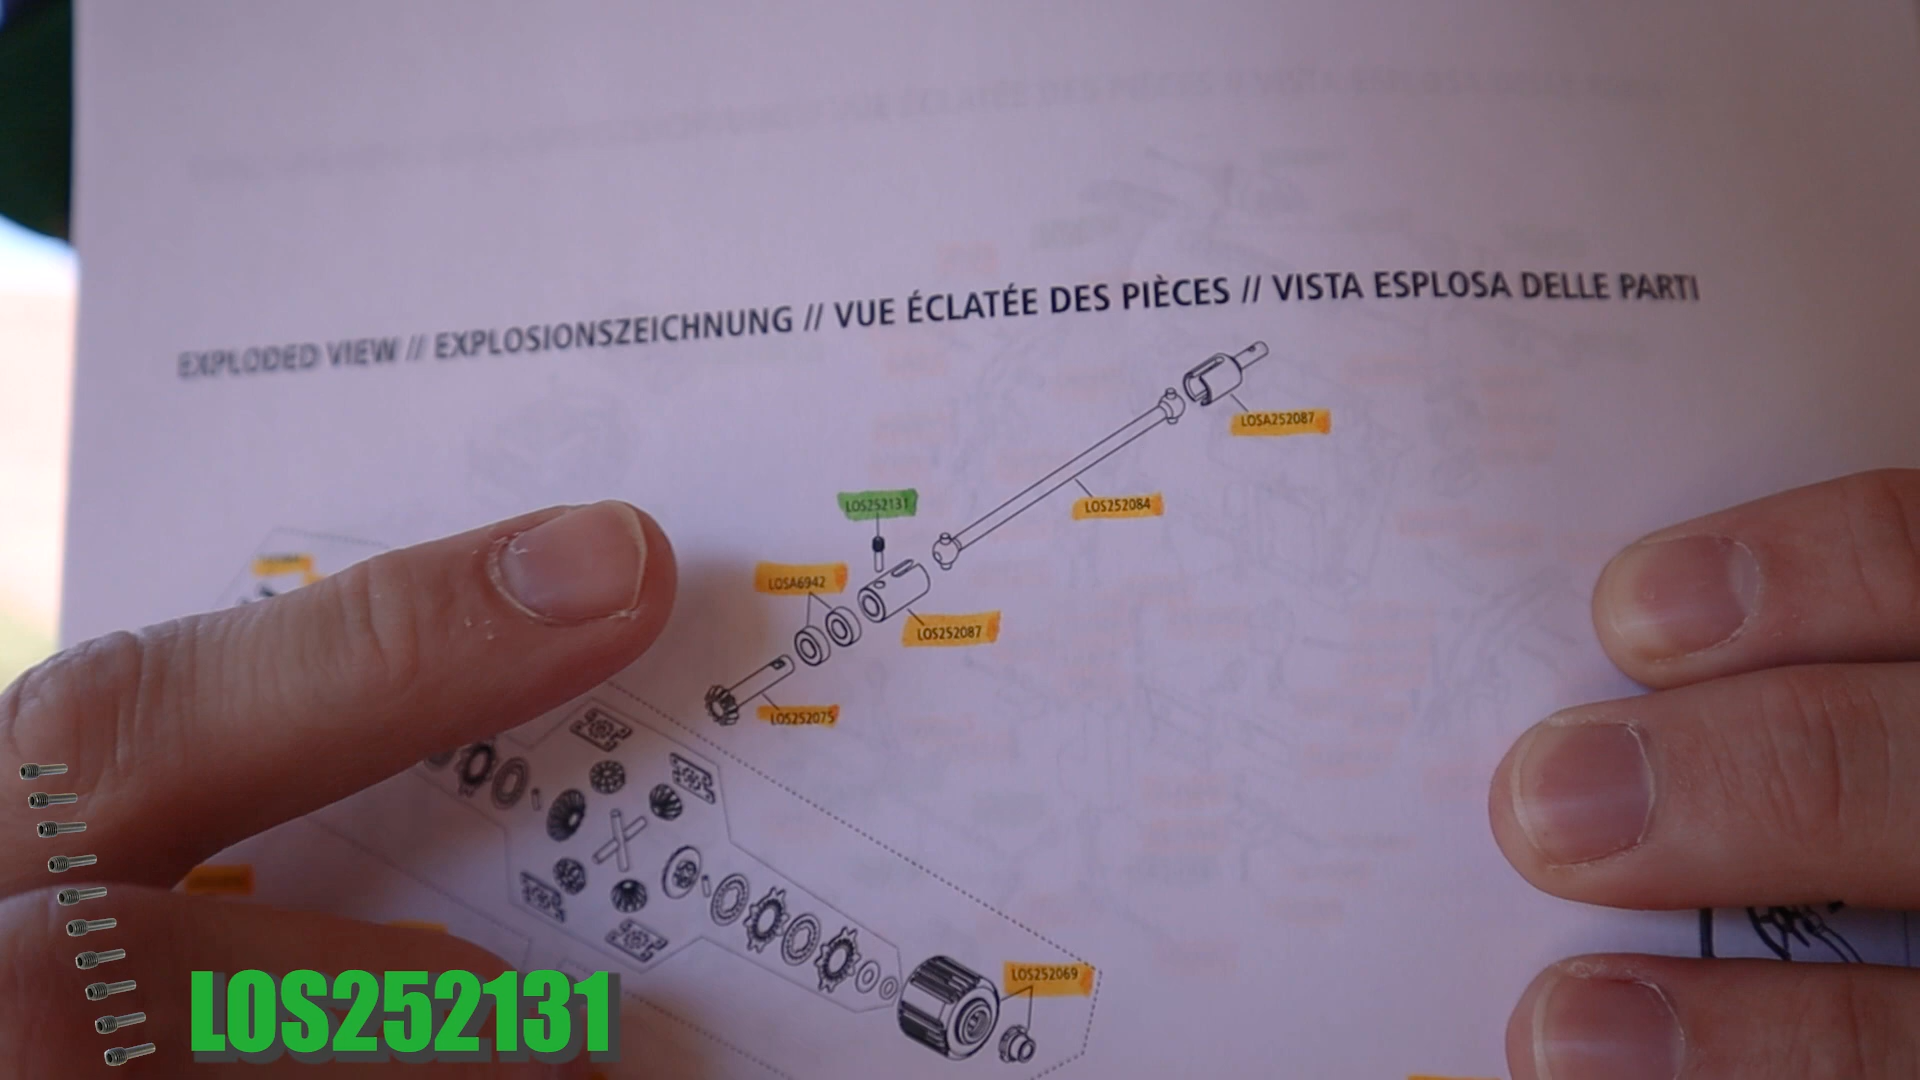 EXPLODED VIEW // EXPLOSIONSZEICHNUNG // VUE ÉCLATÉE DES PIÈCES // VISTA ESPLOSA DELLE PARTI
LOSA252087
LOS252131
LOS252084
LOSA6942
LOS252087
LOS252075
LOS252069
LOS252131